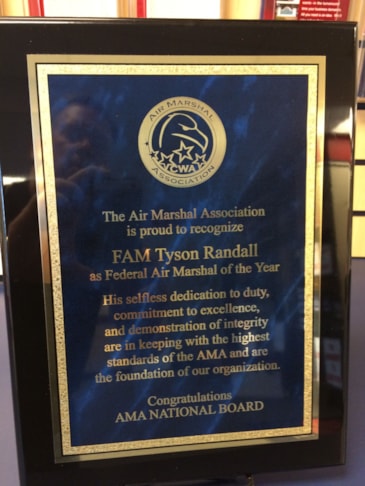 AIR MARSHAL
CWA
ASSOCIATION
The Air Marshal Association
is proud to recognize
FAM Tyson Randall
as Federal Air Marshal of the Year
His selfless dedication to duty,
commitment to excellence,
and demonstration of integrity
are in keeping with the highest
standards of the AMA and are
the foundation of our organization.
Congratulations
AMA NATIONAL BOARD